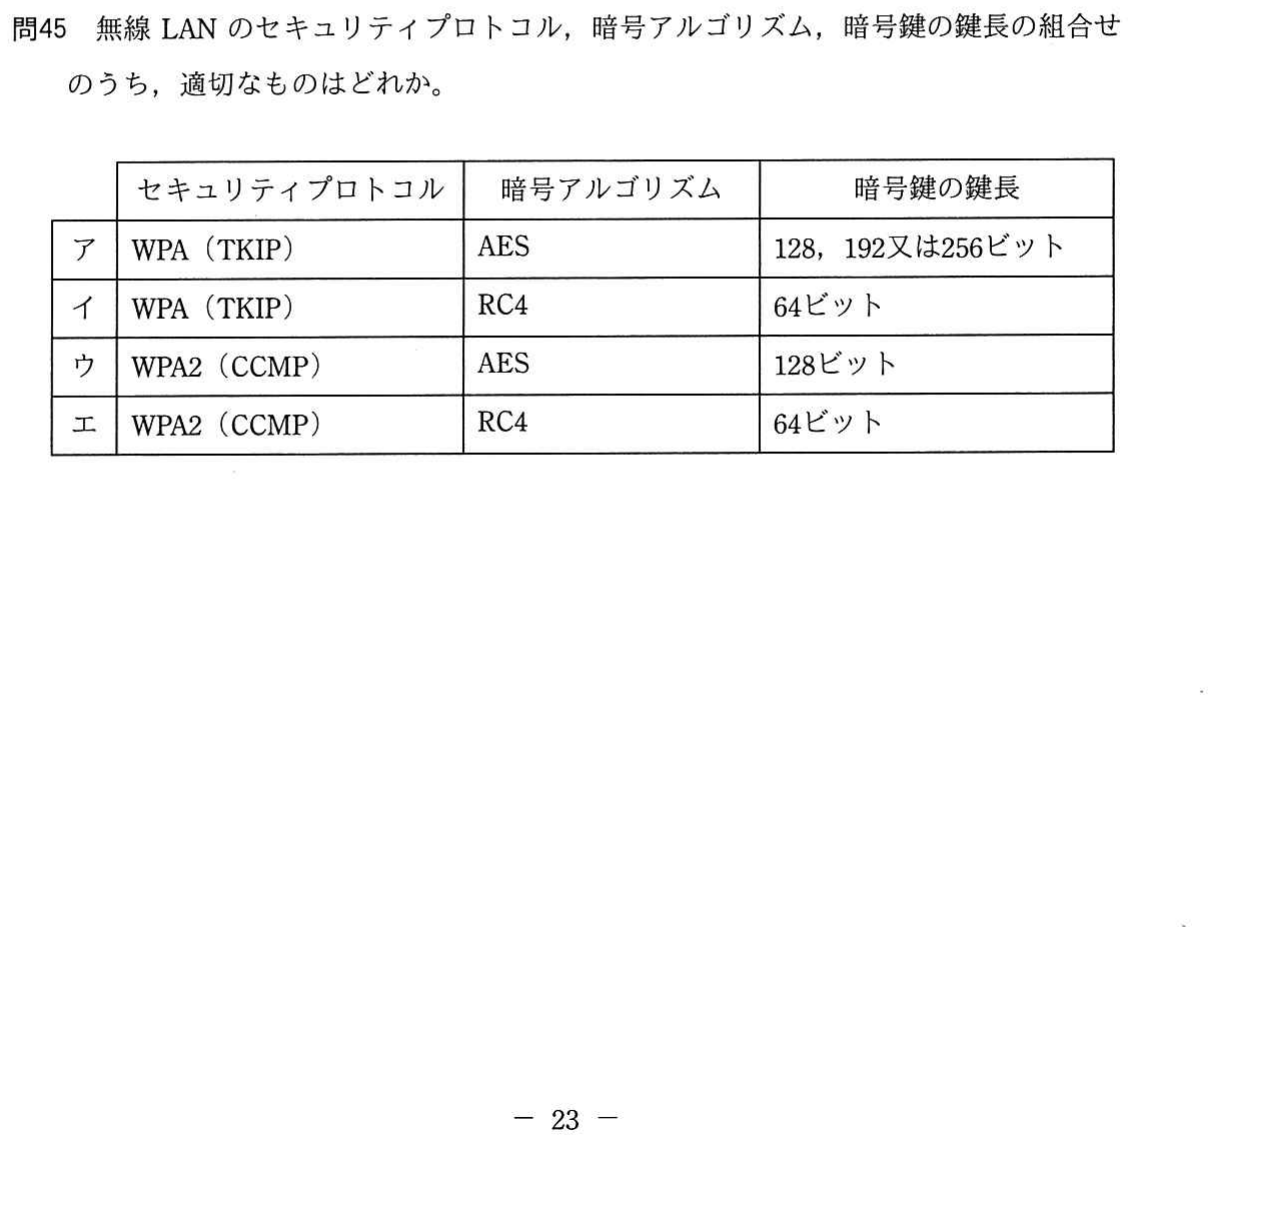 問45 無線 LAN のセキュリティプロトコル，暗号アルゴリズム，暗号鍵の鍵長の組合せ
のうち，適切なものはどれか。
セキュリティプロトコル 暗号アルゴリズム 暗号鍵の鍵長
ア WPA（TKIP） AES 128，192又は256ビット
イ WPA（TKIP） RC4 64ビット
ウ WPA2（CCMP） AES 128ビット
エ WPA2（CCMP） RC4 64ビット
－ 23 －